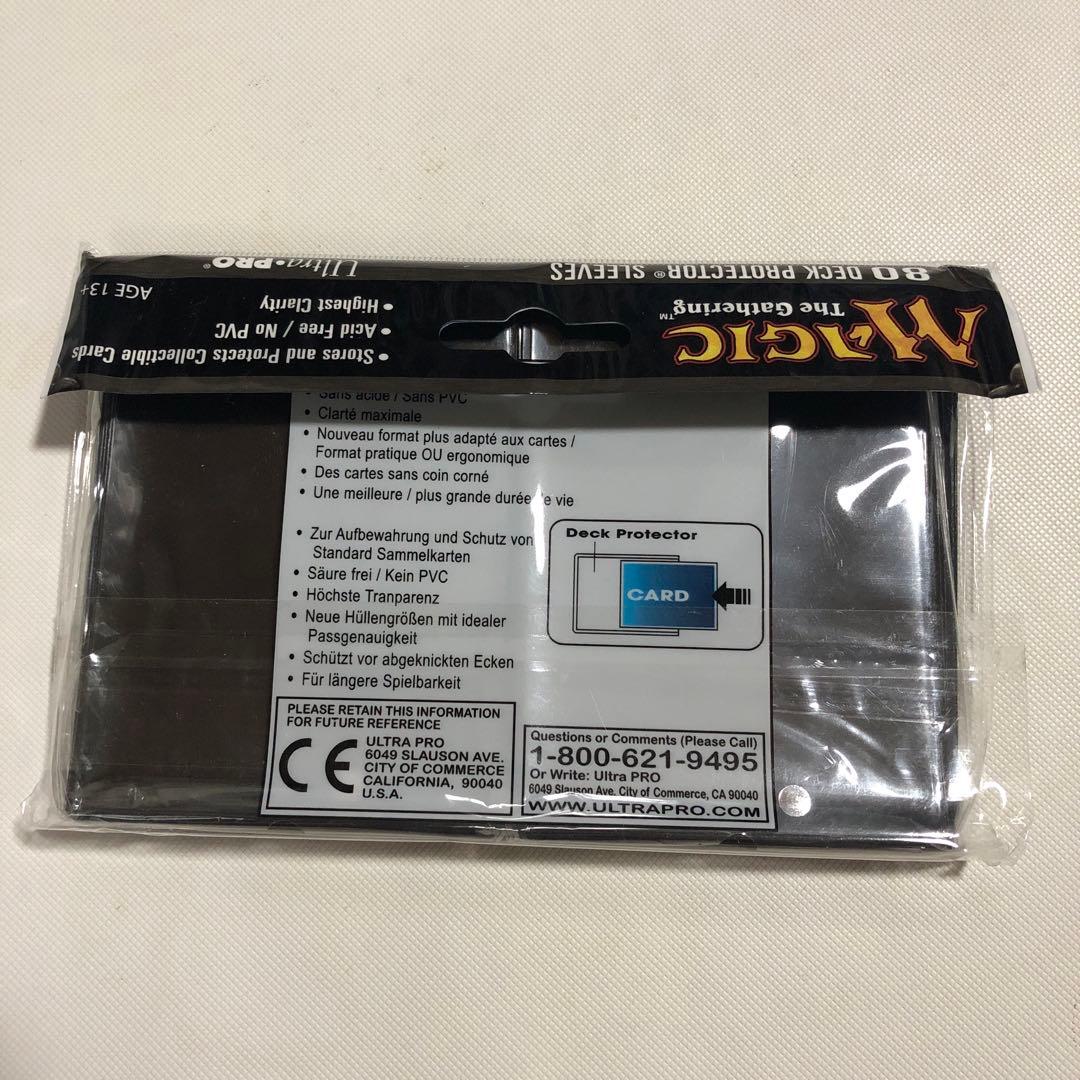 MAGIC
The Gathering™
80 DECK PROTECTOR® SLEEVES
• Stores and Protects Collectible Cards
• Acid Free / No PVC
• Highest Clarity
AGE 13+
Ultra•PRO®
• Sans acide / Sans PVC
• Clarté maximale
• Nouveau format plus adapté aux cartes /
Format pratique OU ergonomique
• Des cartes sans coin corné
• Une meilleure / plus grande durée de vie
• Zur Aufbewahrung und Schutz von
Standard Sammelkarten
• Säure frei / Kein PVC
• Höchste Tranparenz
• Neue Hüllengrößen mit idealer
Passgenauigkeit
• Schützt vor abgeknickten Ecken
• Für längere Spielbarkeit
Deck Protector
CARD
PLEASE RETAIN THIS INFORMATION
FOR FUTURE REFERENCE
CE
ULTRA PRO
6049 SLAUSON AVE.
CITY OF COMMERCE
CALIFORNIA, 90040
U.S.A.
Questions or Comments (Please Call)
1-800-621-9495
Or Write: Ultra PRO
6049 Slauson Ave. City of Commerce, CA 90040
WWW.ULTRAPRO.COM